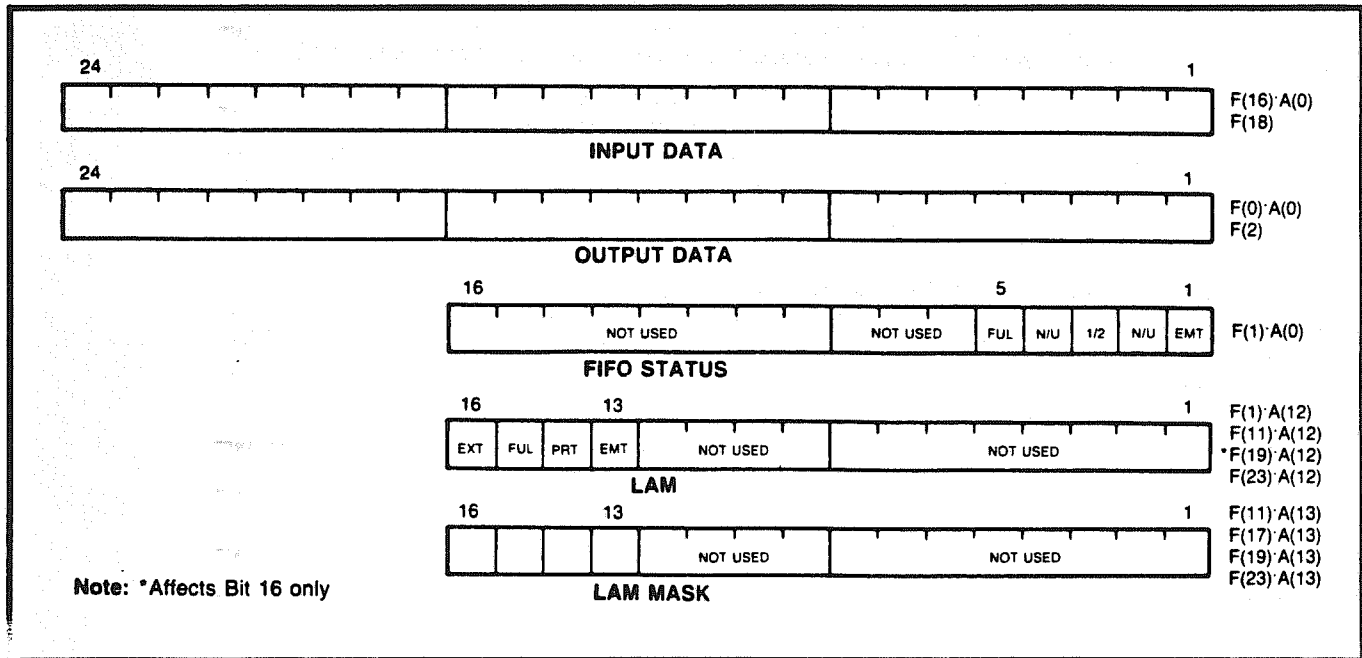 24 1
F(16)·A(0)
F(18)
INPUT DATA
24 1
F(0)·A(0)
F(2)
OUTPUT DATA
16 5 1
NOT USED NOT USED FUL N/U 1/2 N/U EMT F(1)·A(0)
FIFO STATUS
16 13 1
F(1)·A(12)
F(11)·A(12)
EXT FUL PRT EMT NOT USED NOT USED
*F(19)·A(12)
F(23)·A(12)
LAM
16 13 1
F(11)·A(13)
F(17)·A(13)
NOT USED NOT USED
F(19)·A(13)
F(23)·A(13)
Note: *Affects Bit 16 only
LAM MASK